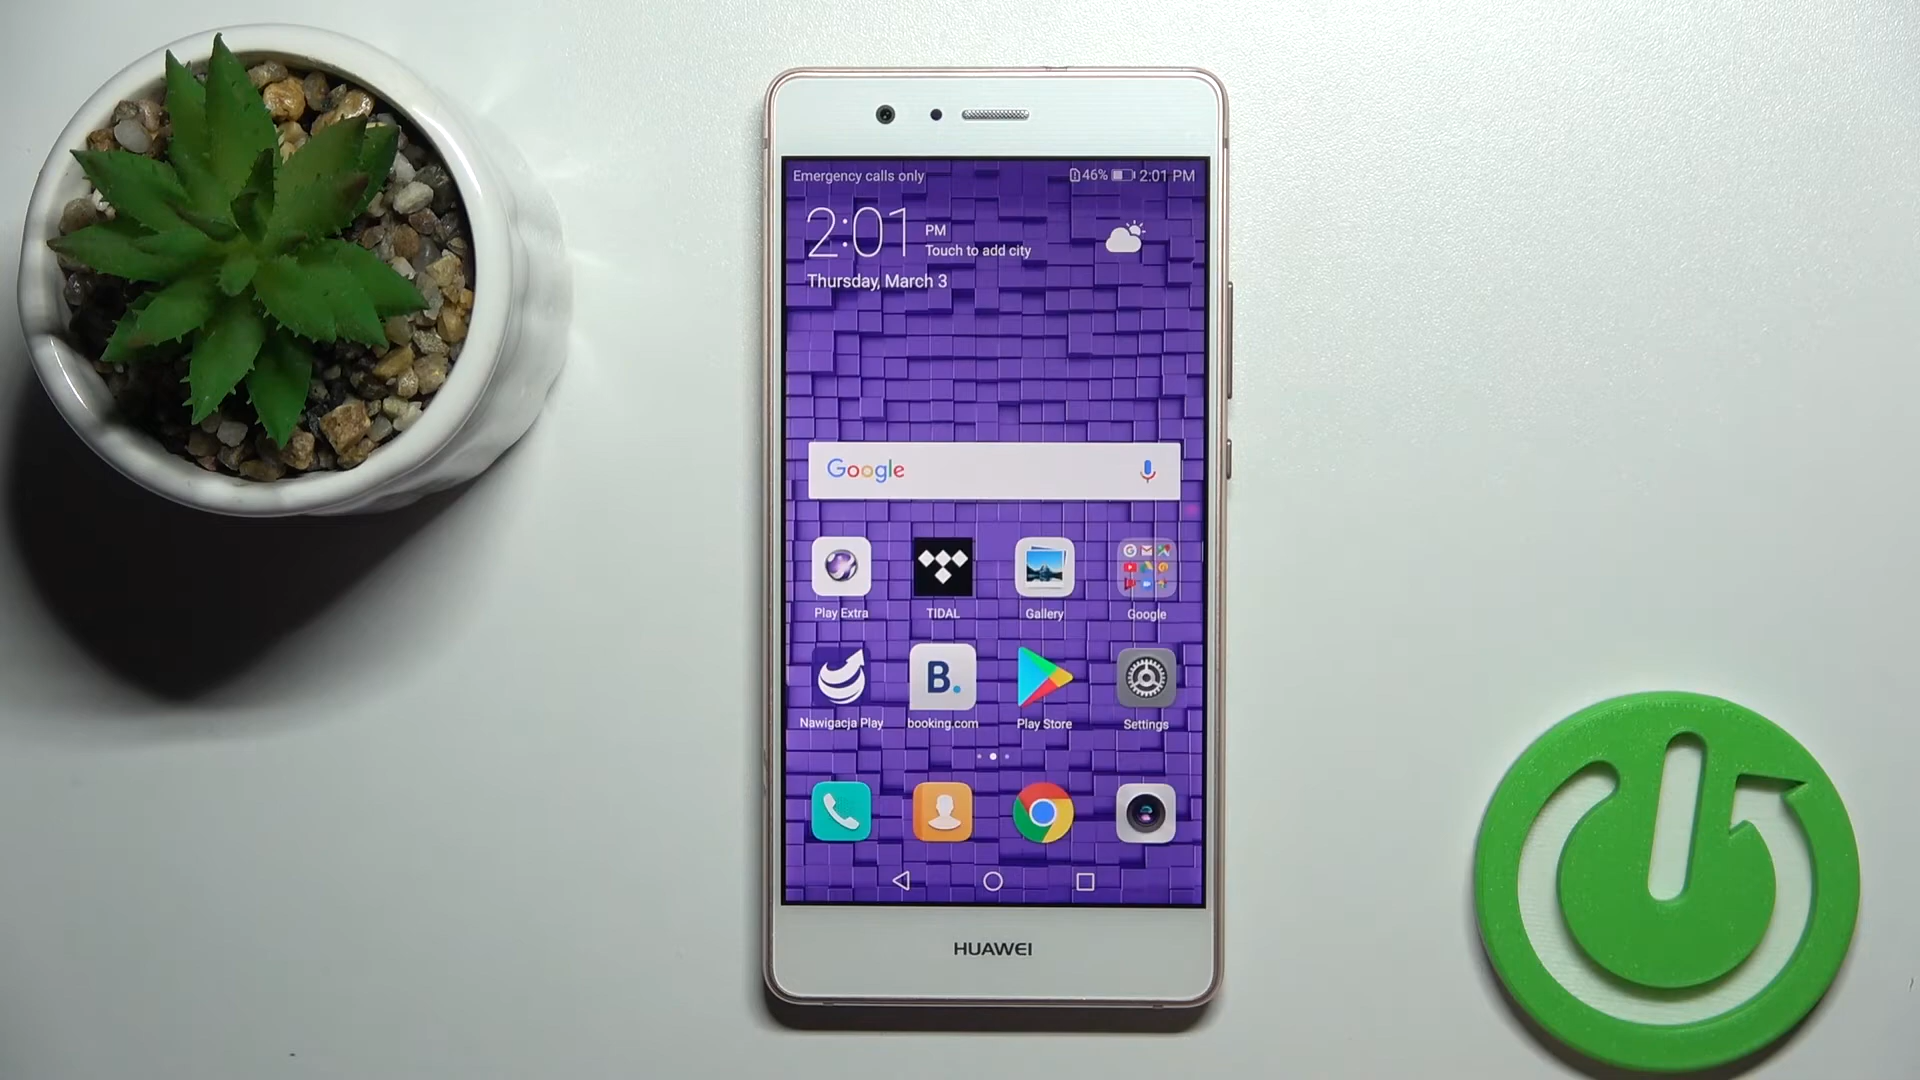 Emergency calls only 46% 2:01 PM
2:01 PM
Touch to add city
Thursday, March 3
Google
Play Extra TIDAL Gallery Google
B.
Nawigacja Play booking.com Play Store Settings
HUAWEI